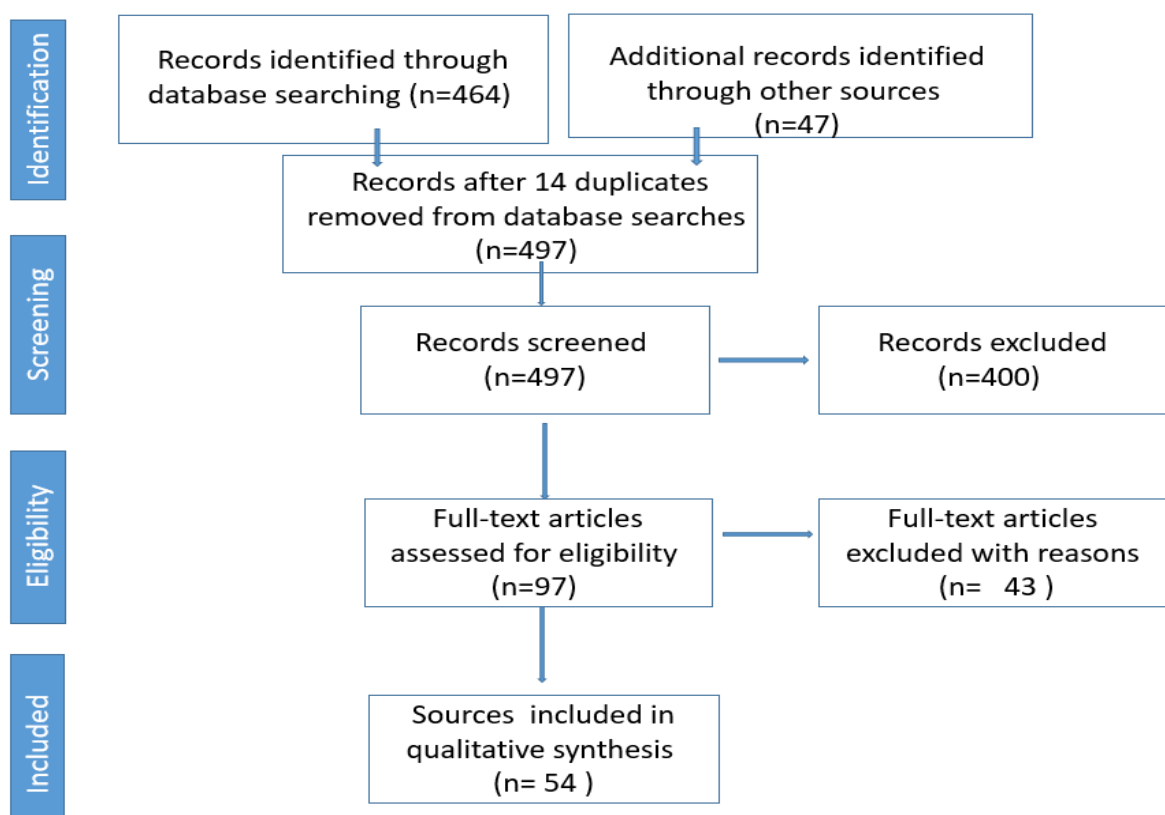 Identification
Records identified through
database searching (n=464)
Additional records identified
through other sources
(n=47)
Records after 14 duplicates
removed from database searches
(n=497)
Screening
Records screened
(n=497)
Records excluded
(n=400)
Eligibility
Full-text articles
assessed for eligibility
(n=97)
Full-text articles
excluded with reasons
(n=   43 )
Included
Sources  included in
qualitative synthesis
(n= 54 )